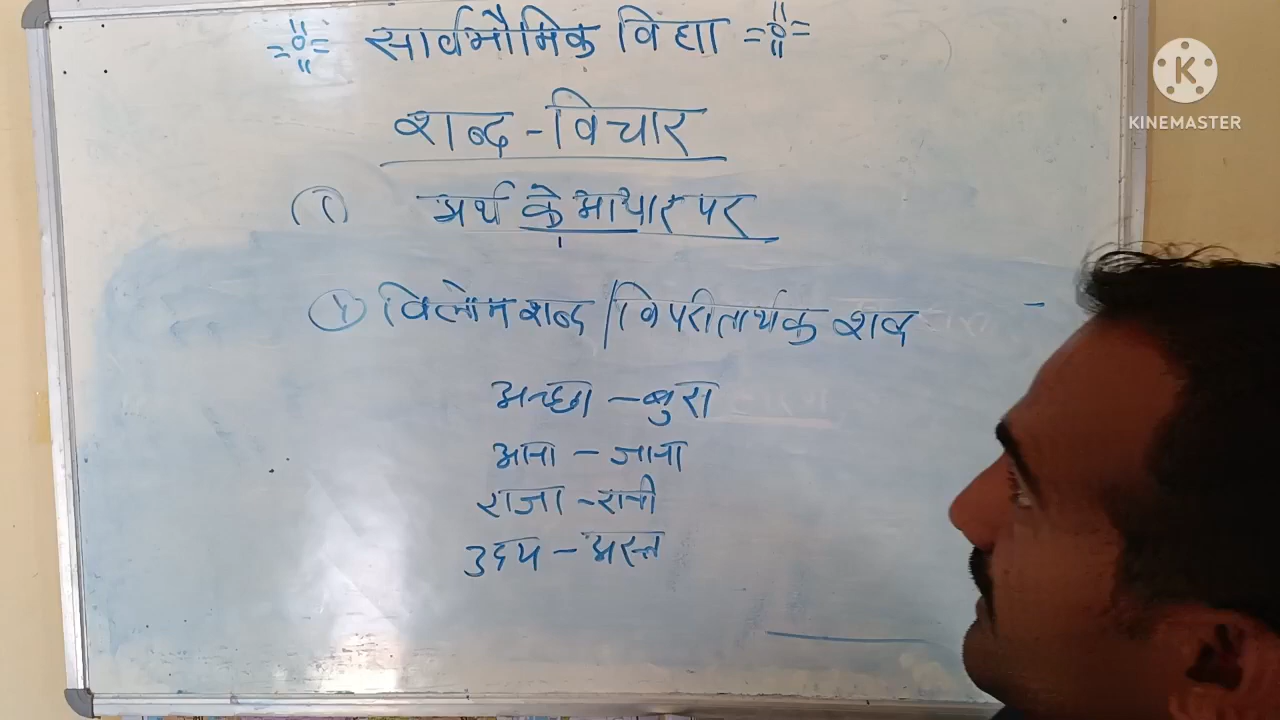 सार्वभौमिक विद्या
शब्द - विचार
(1) अर्थ के आधार पर
(4) विलोम शब्द / विपरीतार्थक शब्द
अच्छा - बुरा
आना - जाना
राजा - रानी
उदय - अस्त
K
KINEMASTER